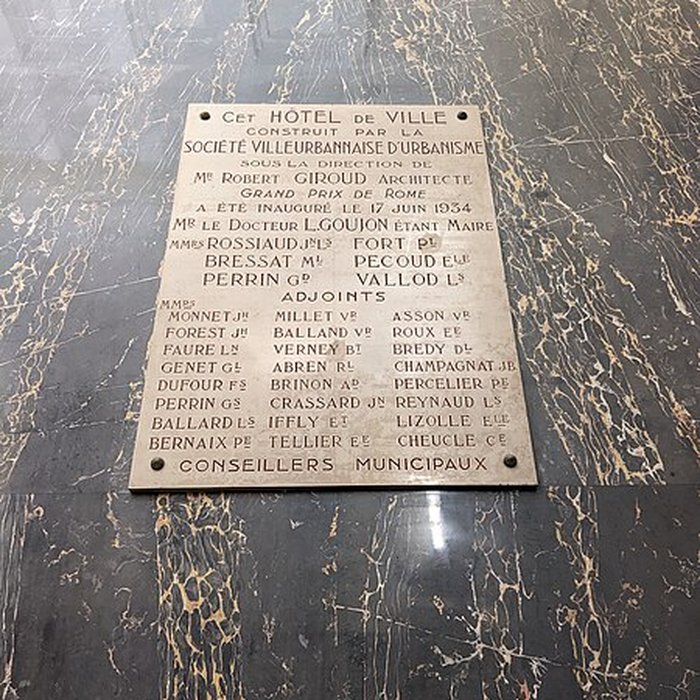 CET HÔTEL DE VILLE
CONSTRUIT PAR LA
SOCIÉTÉ VILLEURBANNAISE D'URBANISME
SOUS LA DIRECTION DE
MR ROBERT GIROUD ARCHITECTE
GRAND PRIX DE ROME
A ÉTÉ INAUGURÉ LE 17 JUIN 1934
MR LE DOCTEUR L.GOUJON ÉTANT MAIRE
MMRS ROSSIAUD JN LS FORT PL
BRESSAT ML PECOUD ELE
PERRIN GD VALLOD LS
ADJOINTS
MMRS
MONNET JH MILLET VR ASSON VR
FOREST JH BALLAND VR ROUX EE
FAURE LN VERNEY BT BREDY DL
GENET GL ABREN RL CHAMPAGNAT JB
DUFOUR FS BRINON AD PERCELIER PE
PERRIN GS CRASSARD JN REYNAUD LS
BALLARD LS IFFLY ET LIZOLLE ELE
BERNAIX PE TELLIER EE CHEUCLE CE
CONSEILLERS MUNICIPAUX